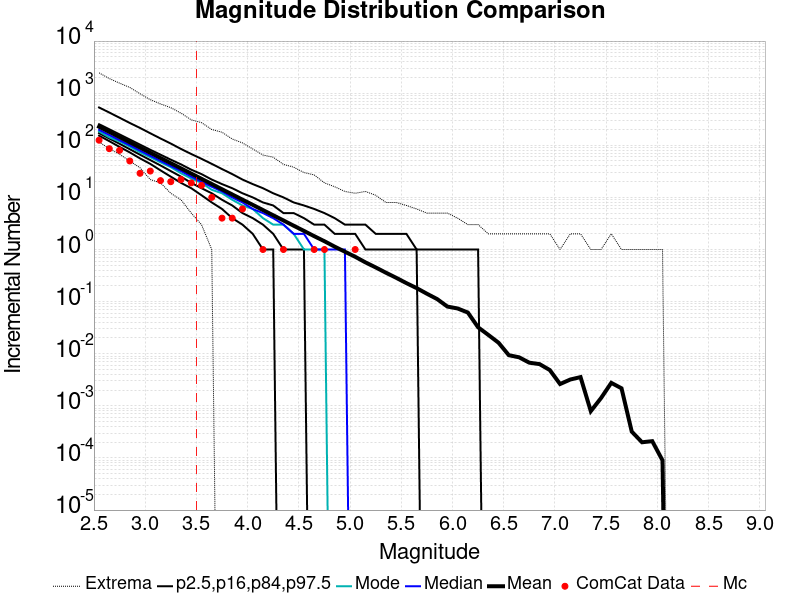 Magnitude Distribution Comparison
Incremental Number
10^4
10^3
10^2
10^1
10^0
10^-1
10^-2
10^-3
10^-4
10^-5
2.5 3.0 3.5 4.0 4.5 5.0 5.5 6.0 6.5 7.0 7.5 8.0 8.5 9.0
Magnitude
Extrema p2.5,p16,p84,p97.5 Mode Median Mean ComCat Data Mc